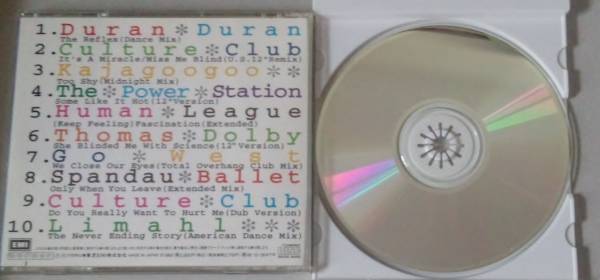 1. Duran✻Duran
The Reflex(Dance Mix)
2. Culture✻Club
It's A Miracle/Miss Me Blind(U.S.12"Remix)
3. Kajagoogoo✻✻
Too Shy(Midnight Mix)
4. The✻Power✻Station
Some Like It Hot(12"Version)
5. Human✻League
(Keep Feeling)Fascination(Extended)
6. Thomas✻Dolby
She Blinded Me With Science(12"Version)
7. Go✻West
We Close Our Eyes(Total Overhang Club Mix)
8. Spandau✻Ballet
Only When You Leave(Extended Mix)
9. Culture✻Club
Do You Really Want To Hurt Me(Dub Version)
10. Limahl✻✻✻
The Never Ending Story(American Dance Mix)
EMI